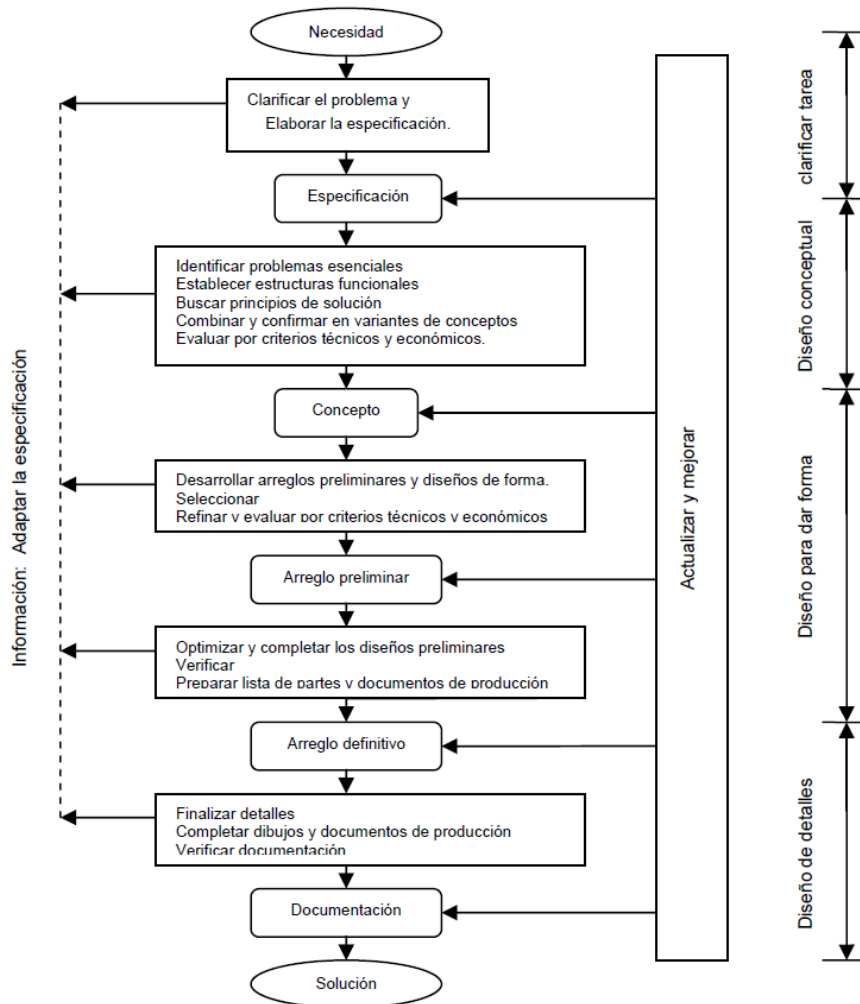 Necesidad
Clarificar el problema y
Elaborar la especificación.
Especificación
Identificar problemas esenciales
Establecer estructuras funcionales
Buscar principios de solución
Combinar y confirmar en variantes de conceptos
Evaluar por criterios técnicos y económicos.
Concepto
Desarrollar arreglos preliminares y diseños de forma.
Seleccionar
Refinar y evaluar por criterios técnicos y económicos
Arreglo preliminar
Optimizar y completar los diseños preliminares
Verificar
Preparar lista de partes y documentos de producción
Arreglo definitivo
Finalizar detalles
Completar dibujos y documentos de producción
Verificar documentación
Documentación
Solución
Información: Adaptar la especificación
Actualizar y mejorar
clarificar tarea
Diseño conceptual
Diseño para dar forma
Diseño de detalles